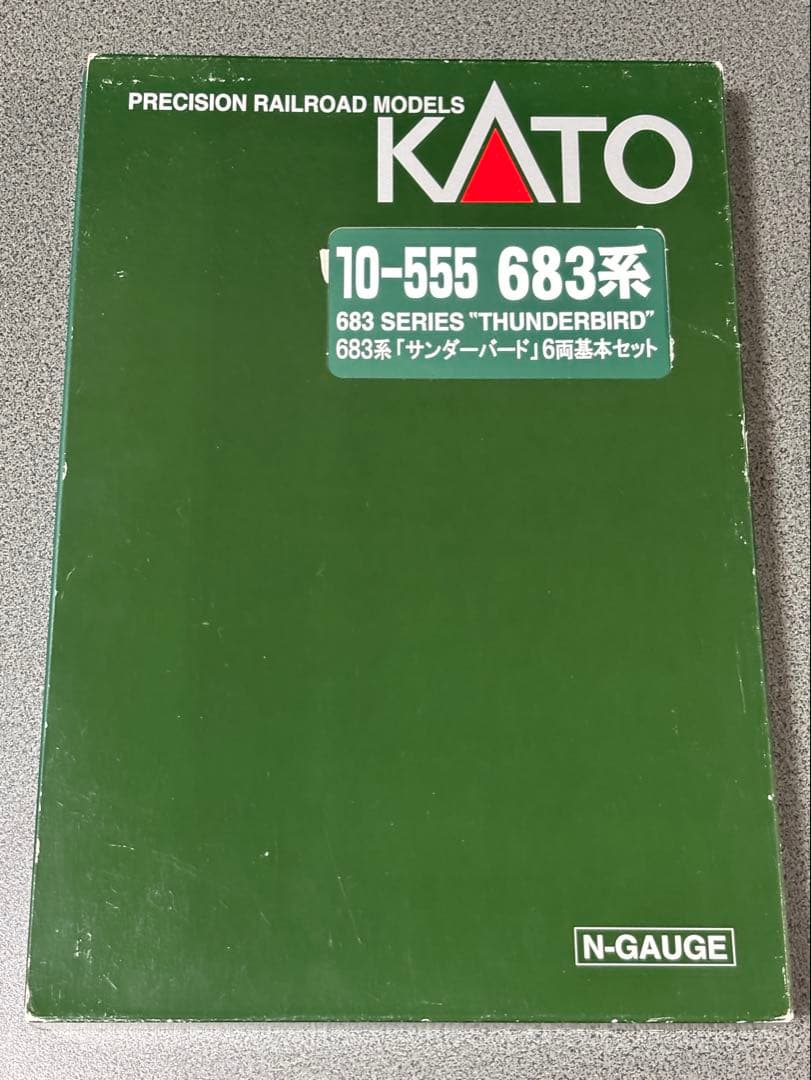 PRECISION RAILROAD MODELS
KATO
10-555 683系
683 SERIES "THUNDERBIRD"
683系「サンダーバード」6両基本セット
N-GAUGE